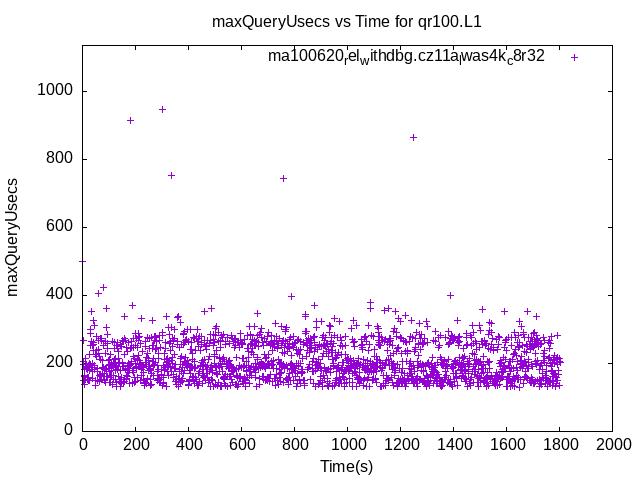 maxQueryUsecs vs Time for qr100.L1
ma100620relwithdbg.cz11alwas4kc8r32
maxQueryUsecs
1000
800
600
400
200
0
0 200 400 600 800 1000 1200 1400 1600 1800 2000
Time(s)